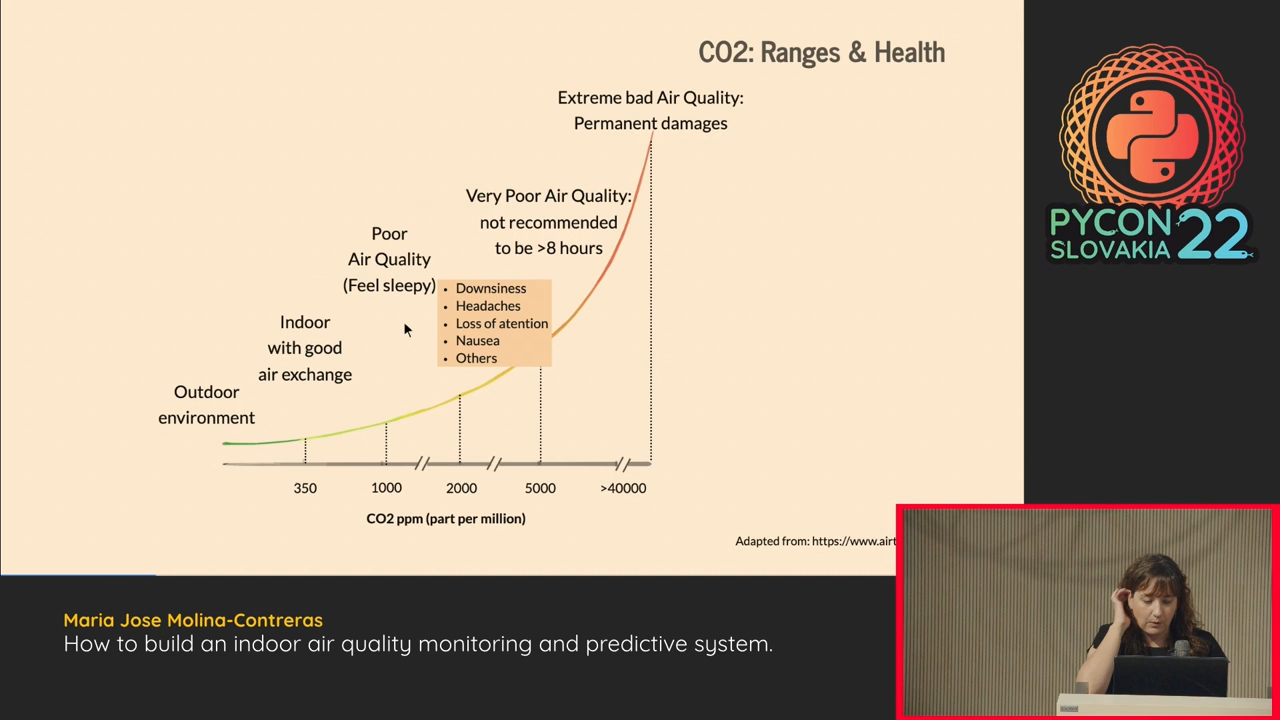 CO2: Ranges & Health
Extreme bad Air Quality:
Permanent damages
Very Poor Air Quality:
not recommended
to be >8 hours
Poor
Air Quality
(Feel sleepy)
• Downsiness
• Headaches
• Loss of atention
• Nausea
• Others
Indoor
with good
air exchange
Outdoor
environment
350
1000
2000
5000
>40000
CO2 ppm (part per million)
Adapted from: https://www.airt
PYCON
SLOVAKIA
22
Maria Jose Molina-Contreras
How to build an indoor air quality monitoring and predictive system.